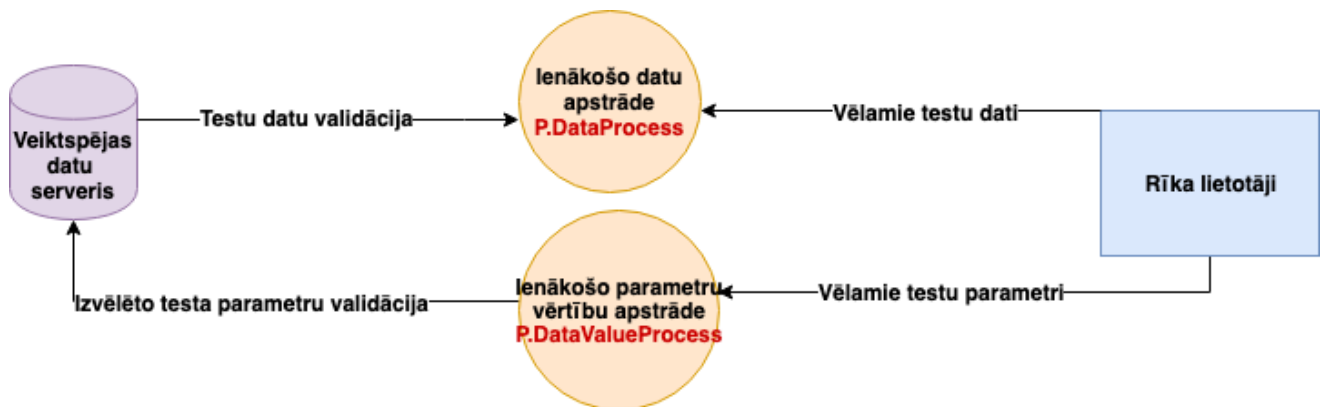 Ienākošo datu
apstrāde
P.DataProcess
Testu datu validācija
Vēlamie testu dati
Veiktspējas
datu
serveris
Rīka lietotāji
Ienākošo parametru
vērtību apstrāde
P.DataValueProcess
Izvēlēto testa parametru validācija
Vēlamie testu parametri